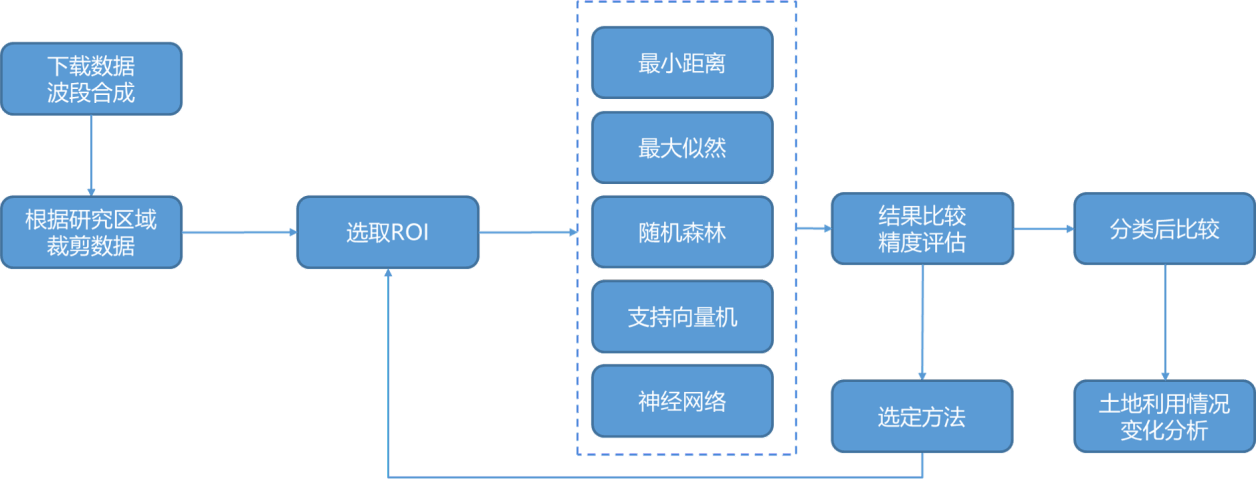 下载数据
波段合成
根据研究区域
裁剪数据
选取ROI
最小距离
最大似然
随机森林
支持向量机
神经网络
结果比较
精度评估
选定方法
分类后比较
土地利用情况
变化分析